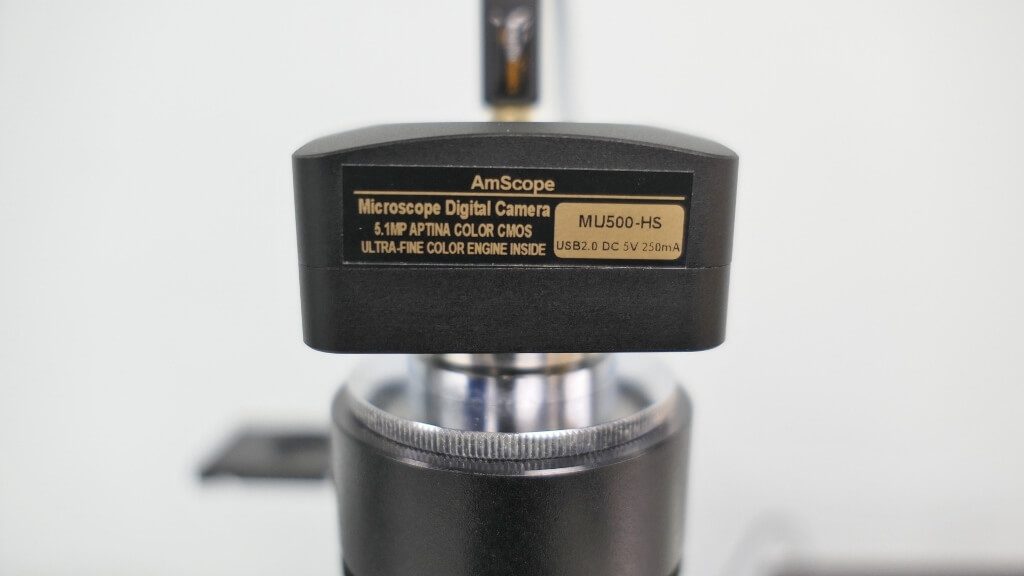 AmScope
Microscope Digital Camera
5.1MP APTINA COLOR CMOS
ULTRA-FINE COLOR ENGINE INSIDE
MU500-HS
USB2.0 DC 5V 250mA